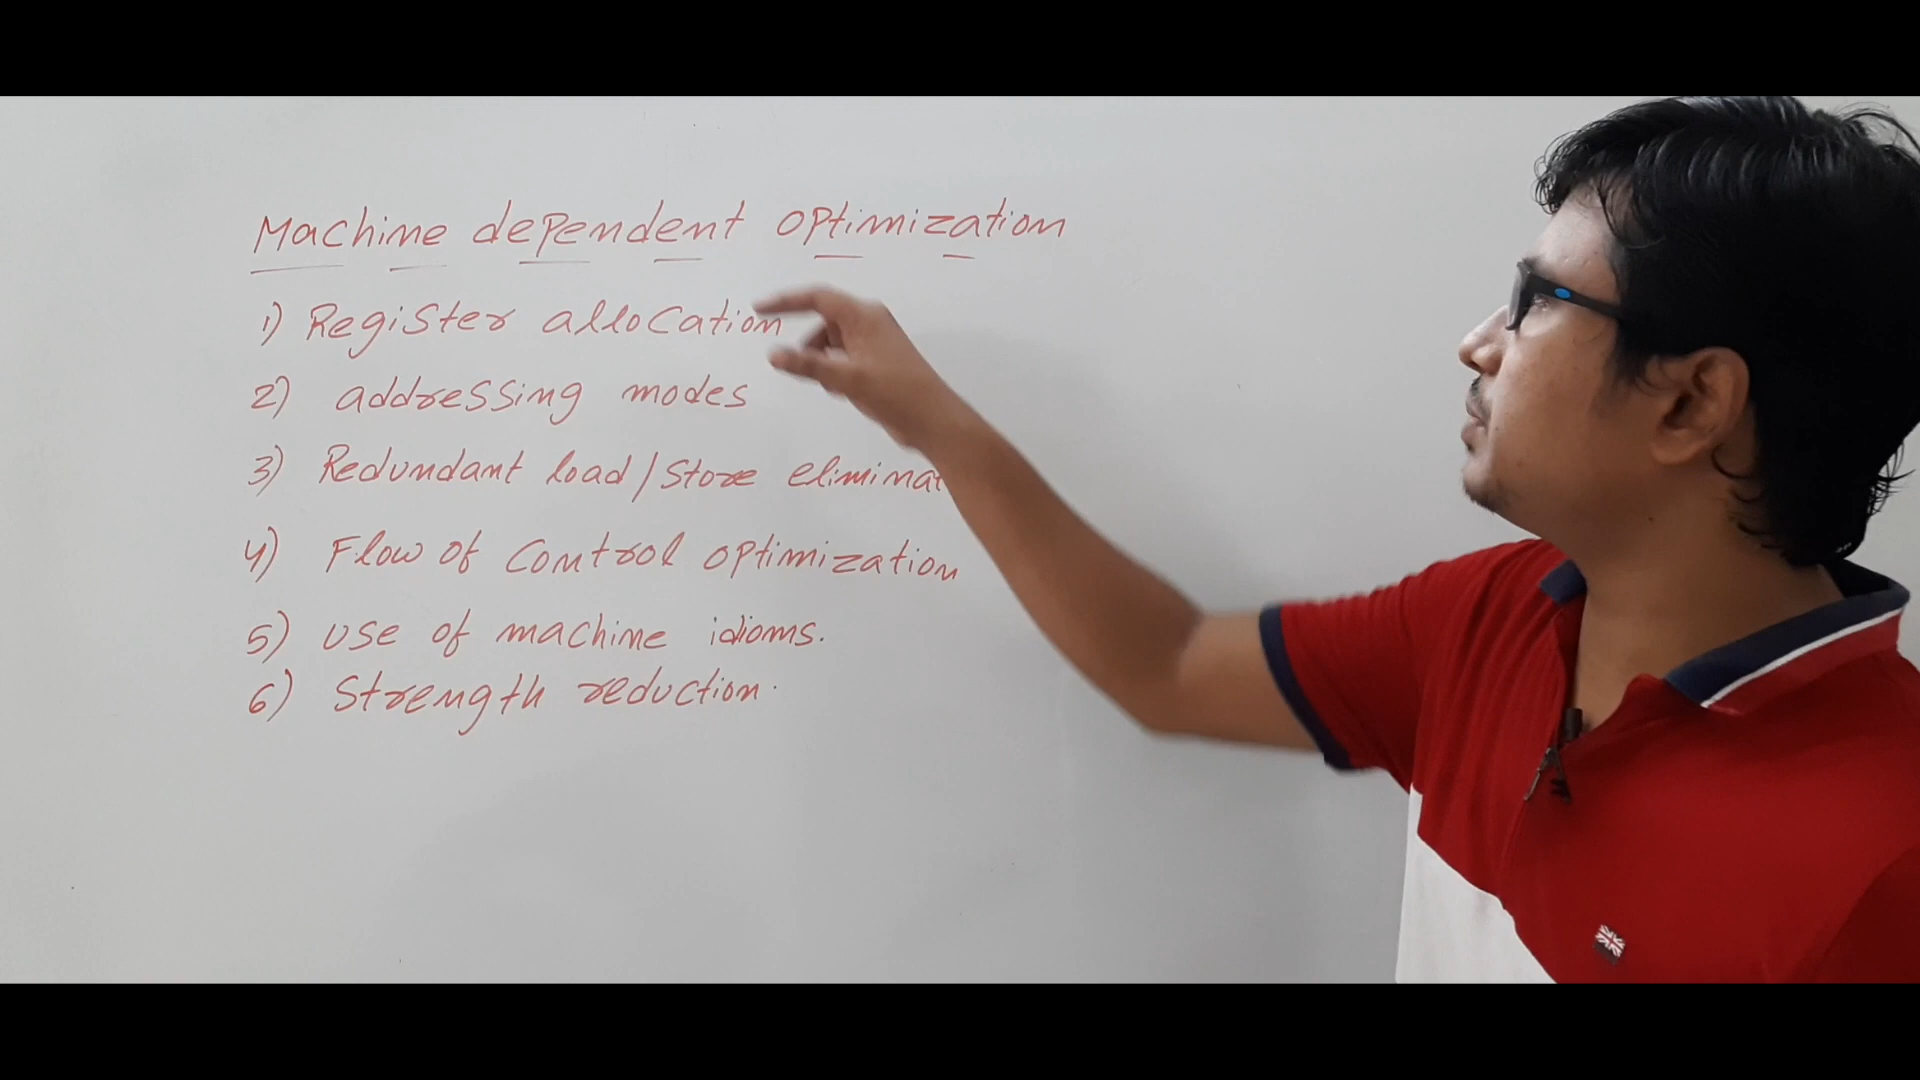 Machine dependent optimization
1) Register allocation
2) addressing modes
3) Redundant load/Store eliminat
4) Flow of Control optimization
5) use of machine idioms.
6) Strength reduction.